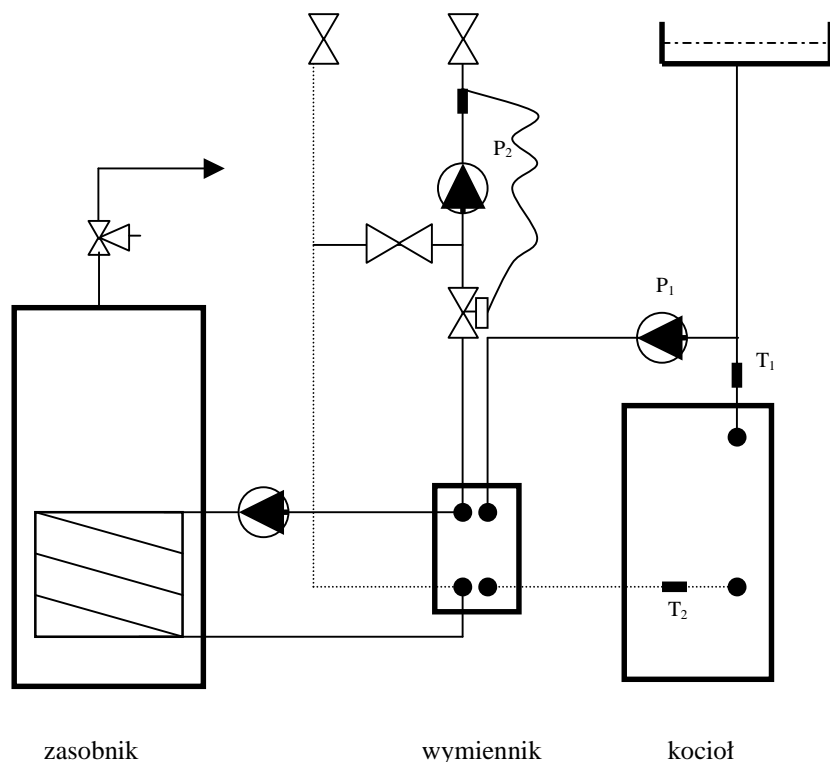 P₂
P₁
T₁
T₂
zasobnik wymiennik kocioł